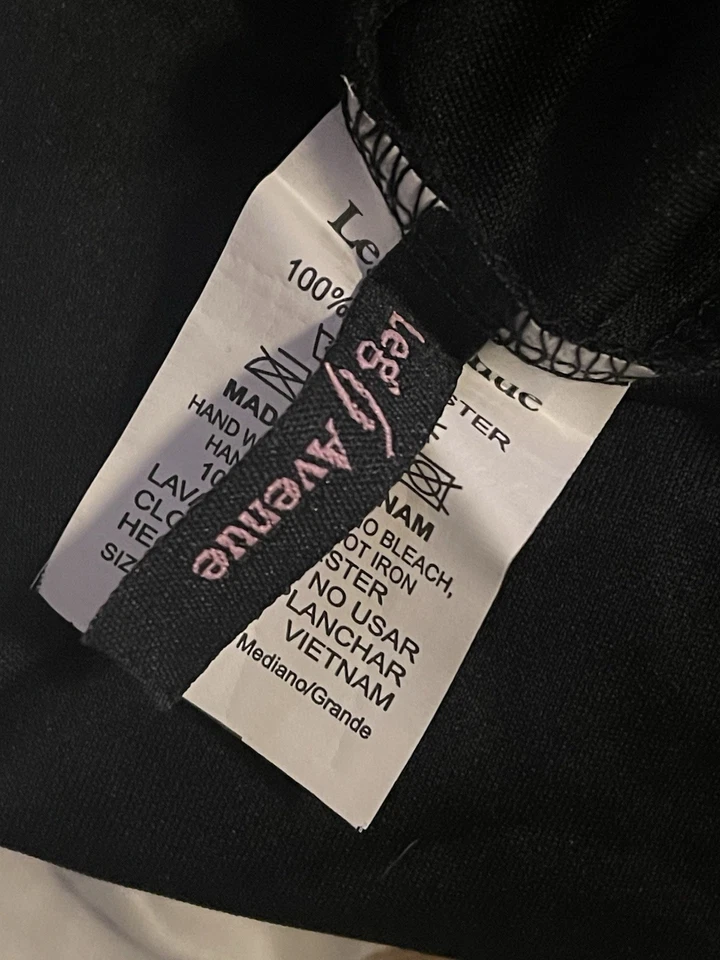 Leg Avenue
100%
MAD NAM
HAND W O BLEACH,
HAN OT IRON
10 STER
LAV NO USAR
CLO PLANCHAR
HE VIETNAM
SIZ Mediano/Grande